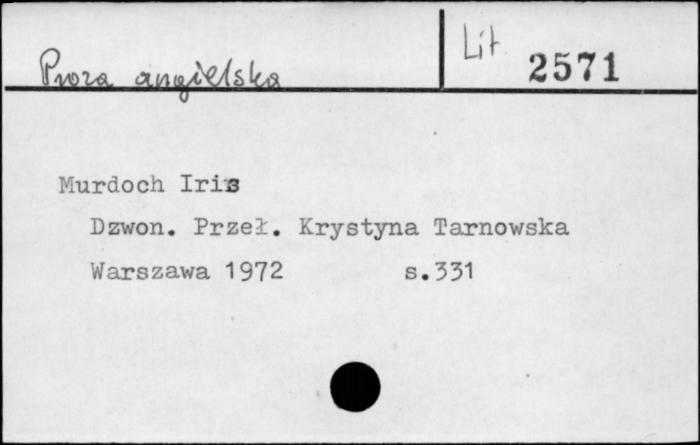 Proza angielska
Lit
2571
Murdoch Iris
Dzwon. Przeł. Krystyna Tarnowska
Warszawa 1972 s.331